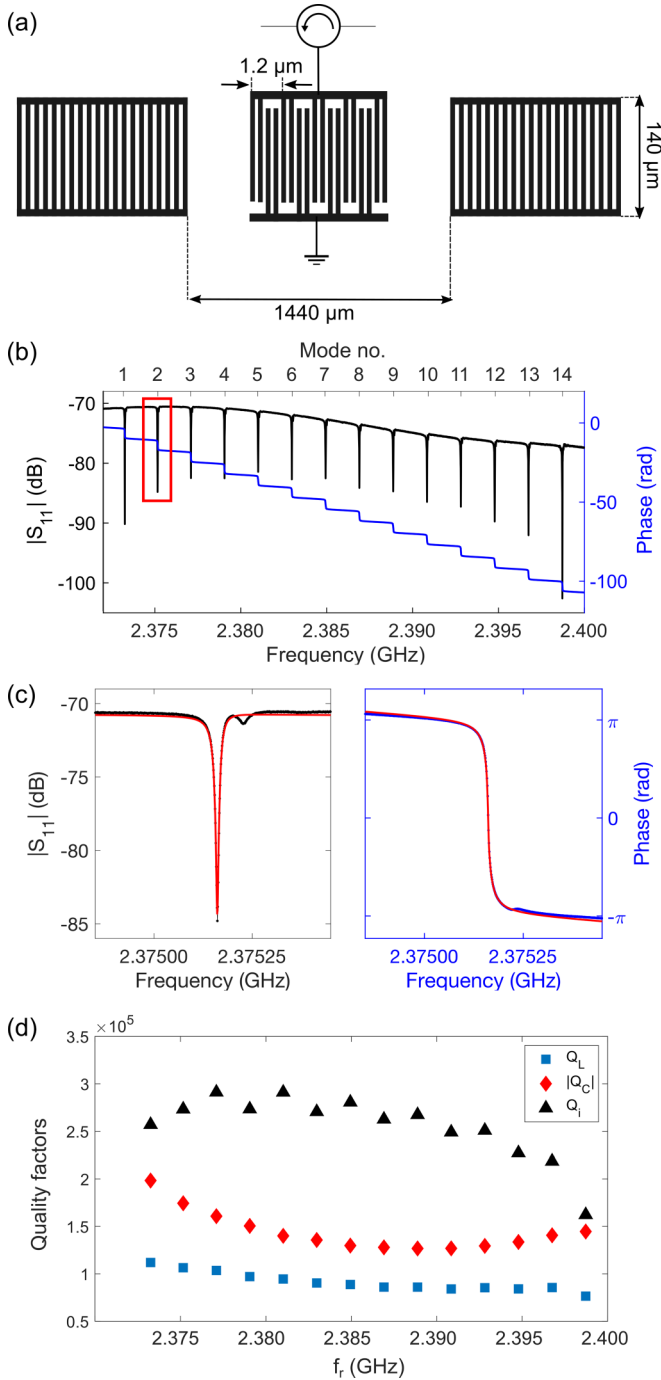 (a)
1.2 μm
140 μm
1440 μm
(b)
Mode no.
1 2 3 4 5 6 7 8 9 10 11 12 13 14
-70
-80
-90
-100
|S11| (dB)
0
-50
-100
Phase (rad)
2.375 2.380 2.385 2.390 2.395 2.400
Frequency (GHz)
(c)
-70
-75
-80
-85
|S11| (dB)
2.37500 2.37525
Frequency (GHz)
π
0
-π
Phase (rad)
2.37500 2.37525
Frequency (GHz)
(d)
×10^5
3.5
3
2.5
2
1.5
1
0.5
Quality factors
Q_L
|Q_C|
Q_i
2.375 2.380 2.385 2.390 2.395 2.400
f_r (GHz)